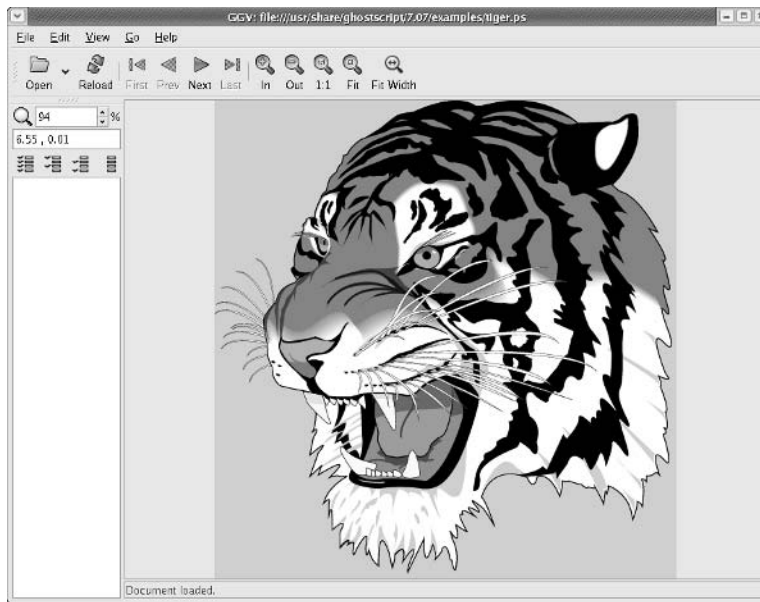 GGV: file:///usr/share/ghostscript/7.07/examples/tiger.ps
File Edit View Go Help
Open Reload First Prev Next Last In Out 1:1 Fit Fit Width
94 %
6.55 , 0.01
Document loaded.